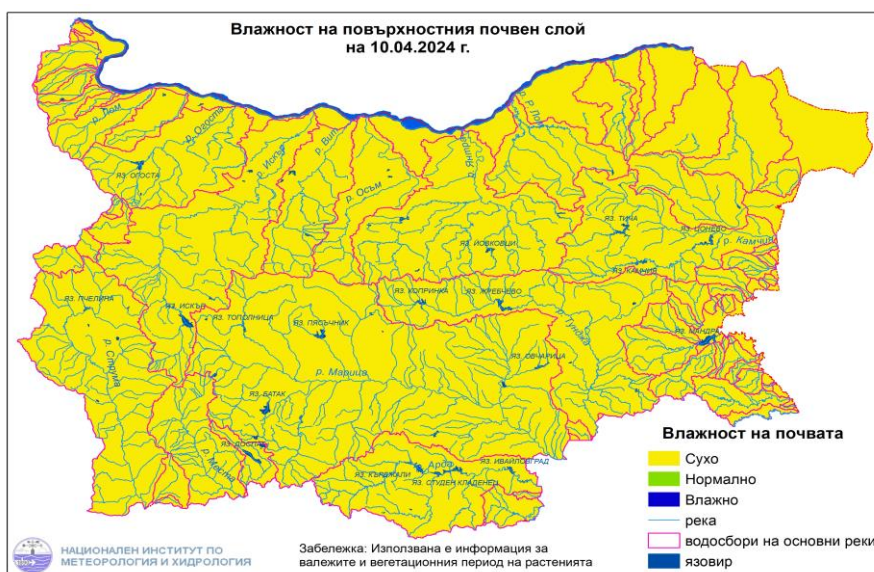 Влажност на повърхностния почвен слой
на 10.04.2024 г.
р. Лом
р. Огоста
р. Искър
р. Вит
р. Осъм
р. Янтра
р. Р. Лом
ЯЗ. ОГОСТА
ЯЗ. ТИЧА
ЯЗ. ЦОНЕВО
р. Камчия
ЯЗ. ЙОВКОВЦИ
ЯЗ. КАМЧИЯ
ЯЗ. ПЧЕЛИНА
ЯЗ. ИСКЪР
ЯЗ. ТОПОЛНИЦА
ЯЗ. ПЯСЪЧНИК
ЯЗ. КОПРИНКА
ЯЗ. ЖРЕБЧЕВО
р. Тунджа
ЯЗ. МАНДРА
р. Струма
р. Марица
ЯЗ. ОВЧАРИЦА
ЯЗ. БАТАК
ЯЗ. ДОСПАТ
р. Места
ЯЗ. КЪРДЖАЛИ
Арда
ЯЗ. ИВАЙЛОВГРАД
ЯЗ. СТУДЕН КЛАДЕНЕЦ
Влажност на почвата
Сухо
Нормално
Влажно
река
водосбори на основни реки
язовир
НАЦИОНАЛЕН ИНСТИТУТ ПО
МЕТЕОРОЛОГИЯ И ХИДРОЛОГИЯ
Забележка: Използвана е информация за
валежите и вегетационния период на растенията